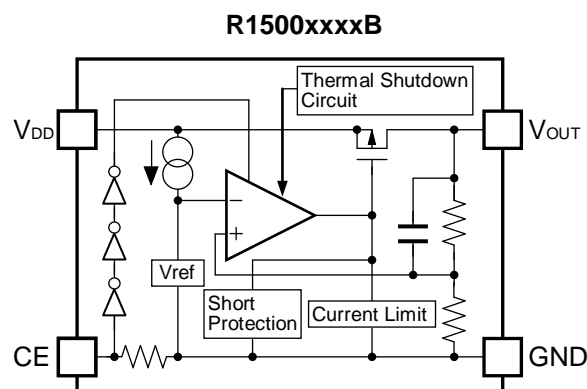 R1500xxxxB
Thermal Shutdown
Circuit
VDD
VOUT
−
+
Vref
Short
Protection
Current Limit
CE
GND